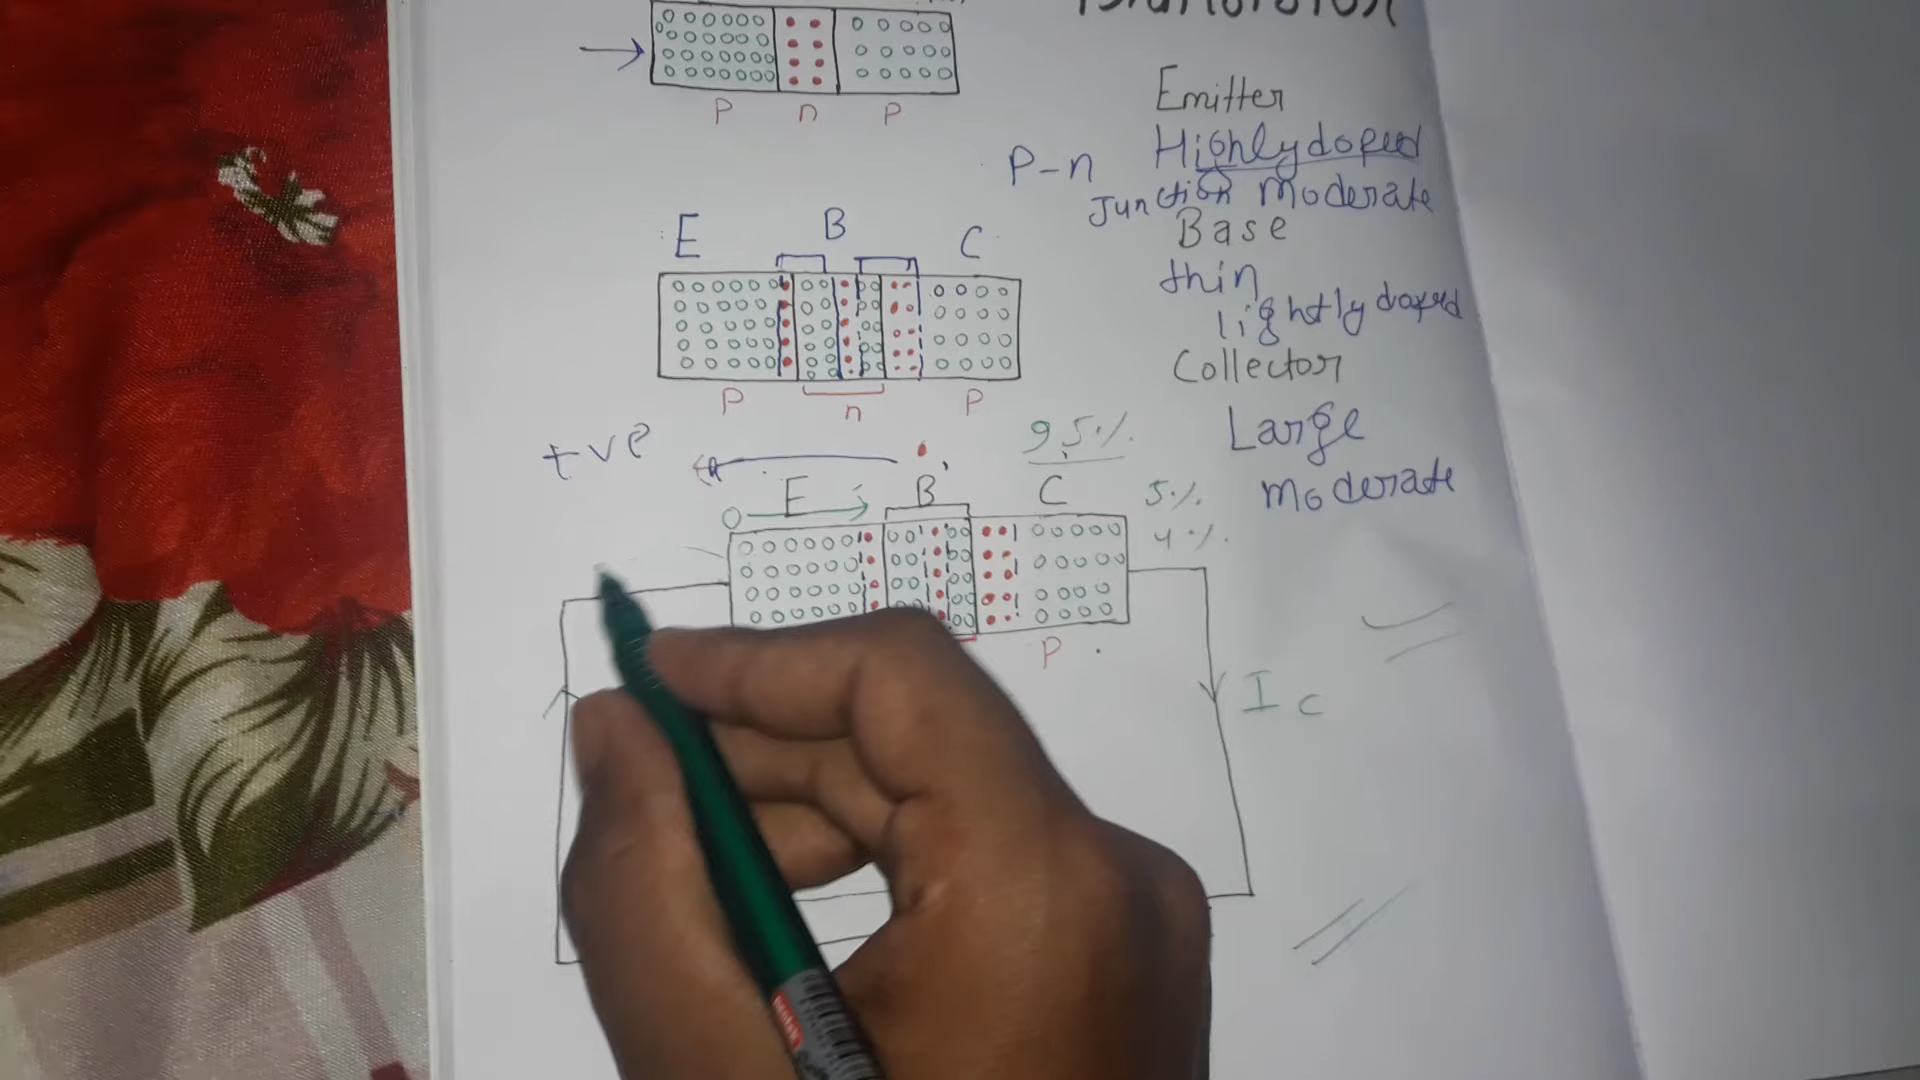 P n P
Emitter
P-n Highly doped
Junction Moderate
Base
thin
lightly doped
Collector
Large
moderate
E B C
P n P
+ve
95%
E B C
5%
4%
P
Ic